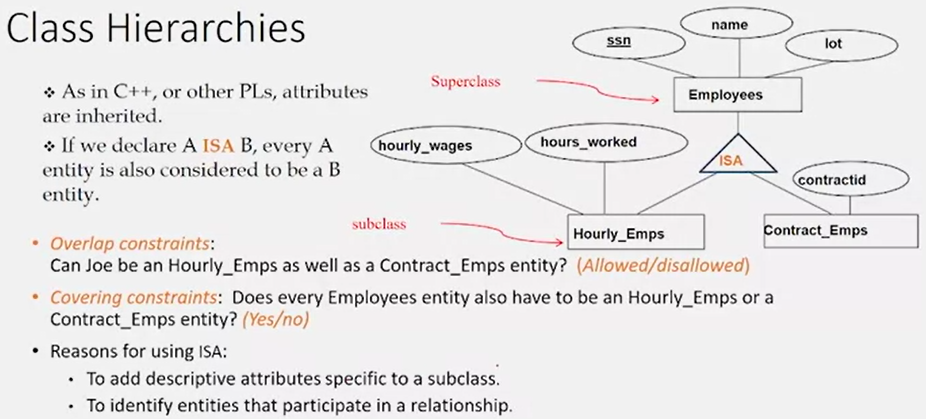 Class Hierarchies
❖ As in C++, or other PLs, attributes
are inherited.
❖ If we declare A ISA B, every A
entity is also considered to be a B
entity.
• Overlap constraints:
Can Joe be an Hourly_Emps as well as a Contract_Emps entity? (Allowed/disallowed)
• Covering constraints: Does every Employees entity also have to be an Hourly_Emps or a
Contract_Emps entity? (Yes/no)
• Reasons for using ISA:
• To add descriptive attributes specific to a subclass.
• To identify entities that participate in a relationship.
name
ssn
lot
Superclass
Employees
hourly_wages
hours_worked
ISA
contractid
subclass
Hourly_Emps
Contract_Emps